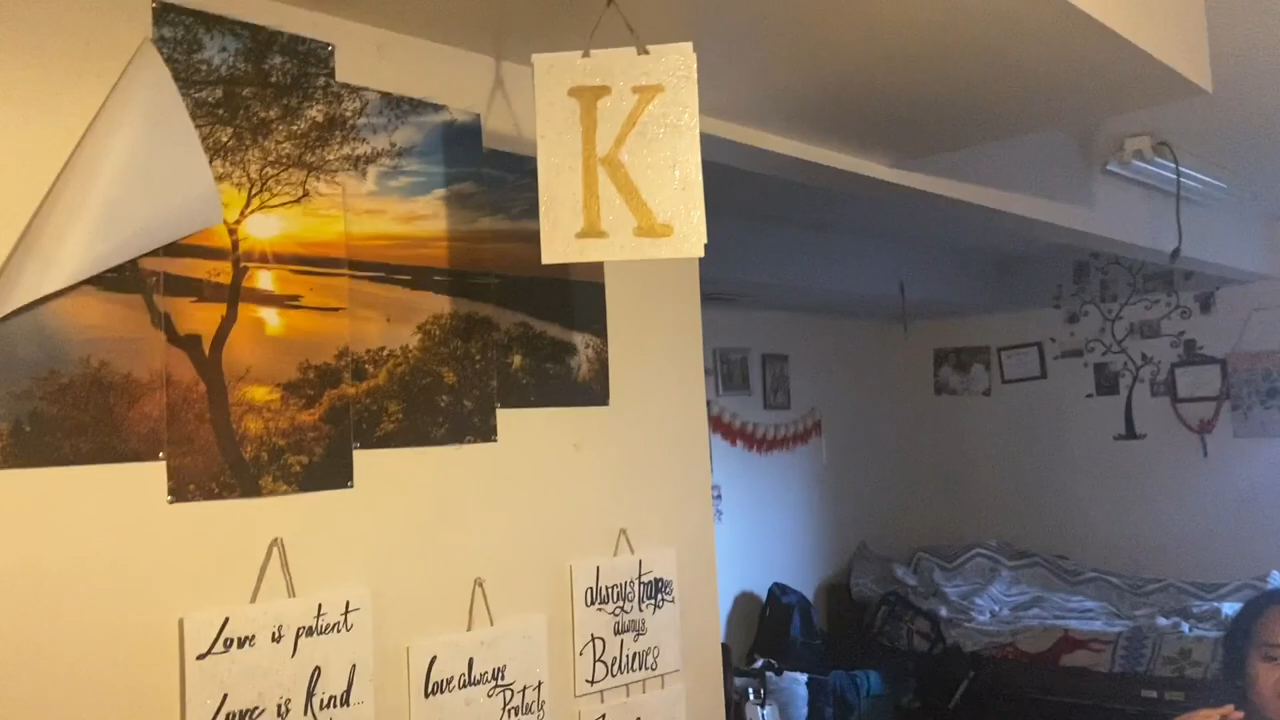 K
Love is patient
Love is kind...
love always
Protects
always hopes
always
Believes